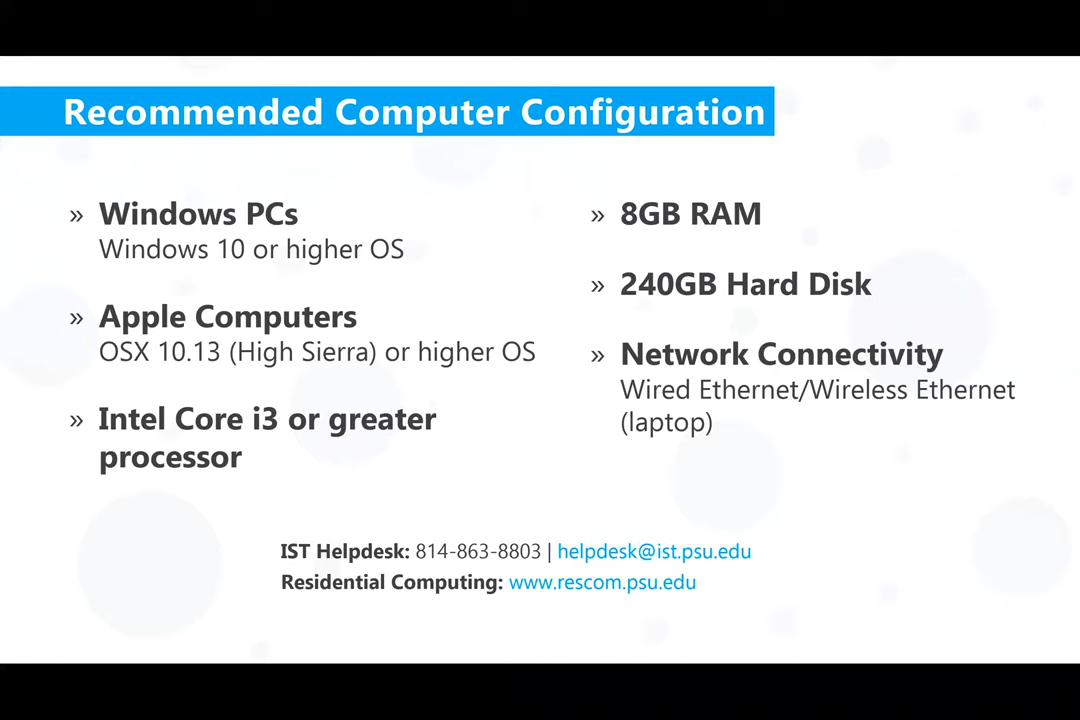 Recommended Computer Configuration
» Windows PCs
Windows 10 or higher OS
» Apple Computers
OSX 10.13 (High Sierra) or higher OS
» Intel Core i3 or greater
processor
» 8GB RAM
» 240GB Hard Disk
» Network Connectivity
Wired Ethernet/Wireless Ethernet
(laptop)
IST Helpdesk: 814-863-8803 | helpdesk@ist.psu.edu
Residential Computing: www.rescom.psu.edu